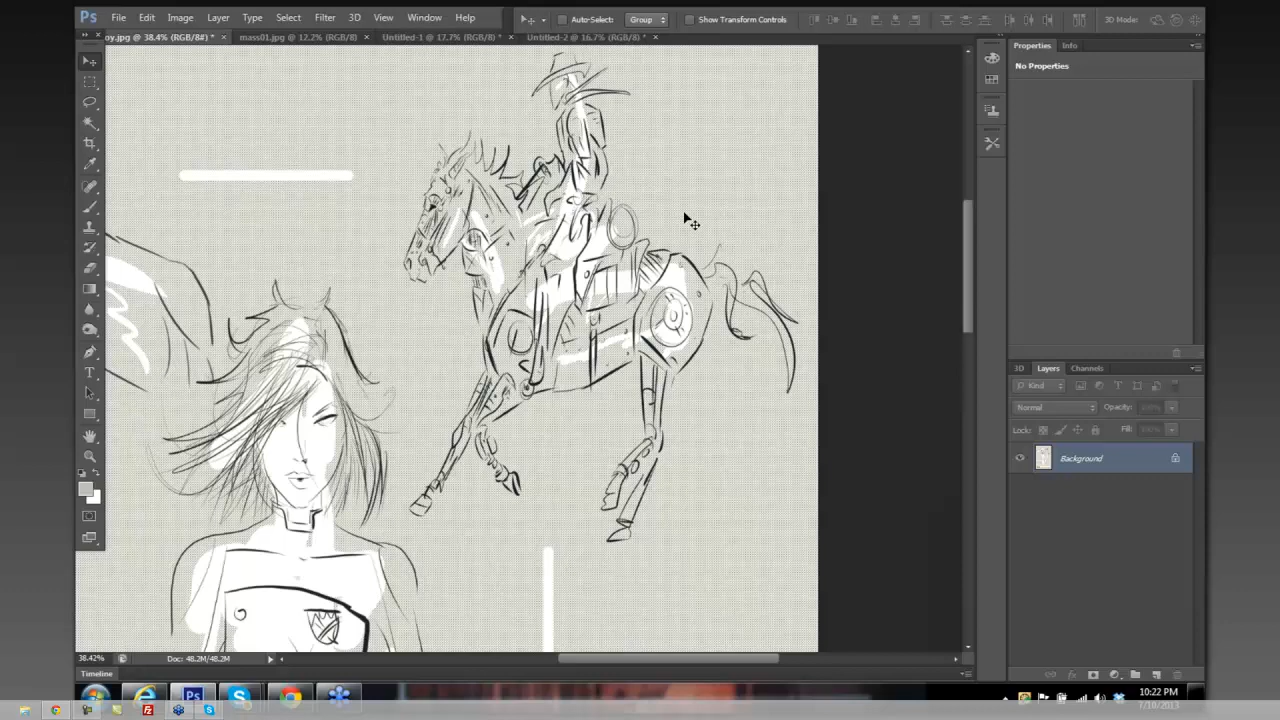 Ps File Edit Image Layer Type Select Filter 3D View Window Help
Auto-Select: Group Show Transform Controls 3D Mode:
oy.jpg @ 38.4% (RGB/8#) * × mass01.jpg @ 12.2% (RGB/8) × Untitled-1 @ 17.7% (RGB/8) * × Untitled-2 @ 16.7% (RGB/8) * ×
Properties Info
No Properties
3D Layers Channels
Kind
Normal Opacity: 100%
Lock: Fill: 100%
Background
38.42% Doc: 48.2M/48.2M
Timeline
Ps
10:22 PM
7/10/2013